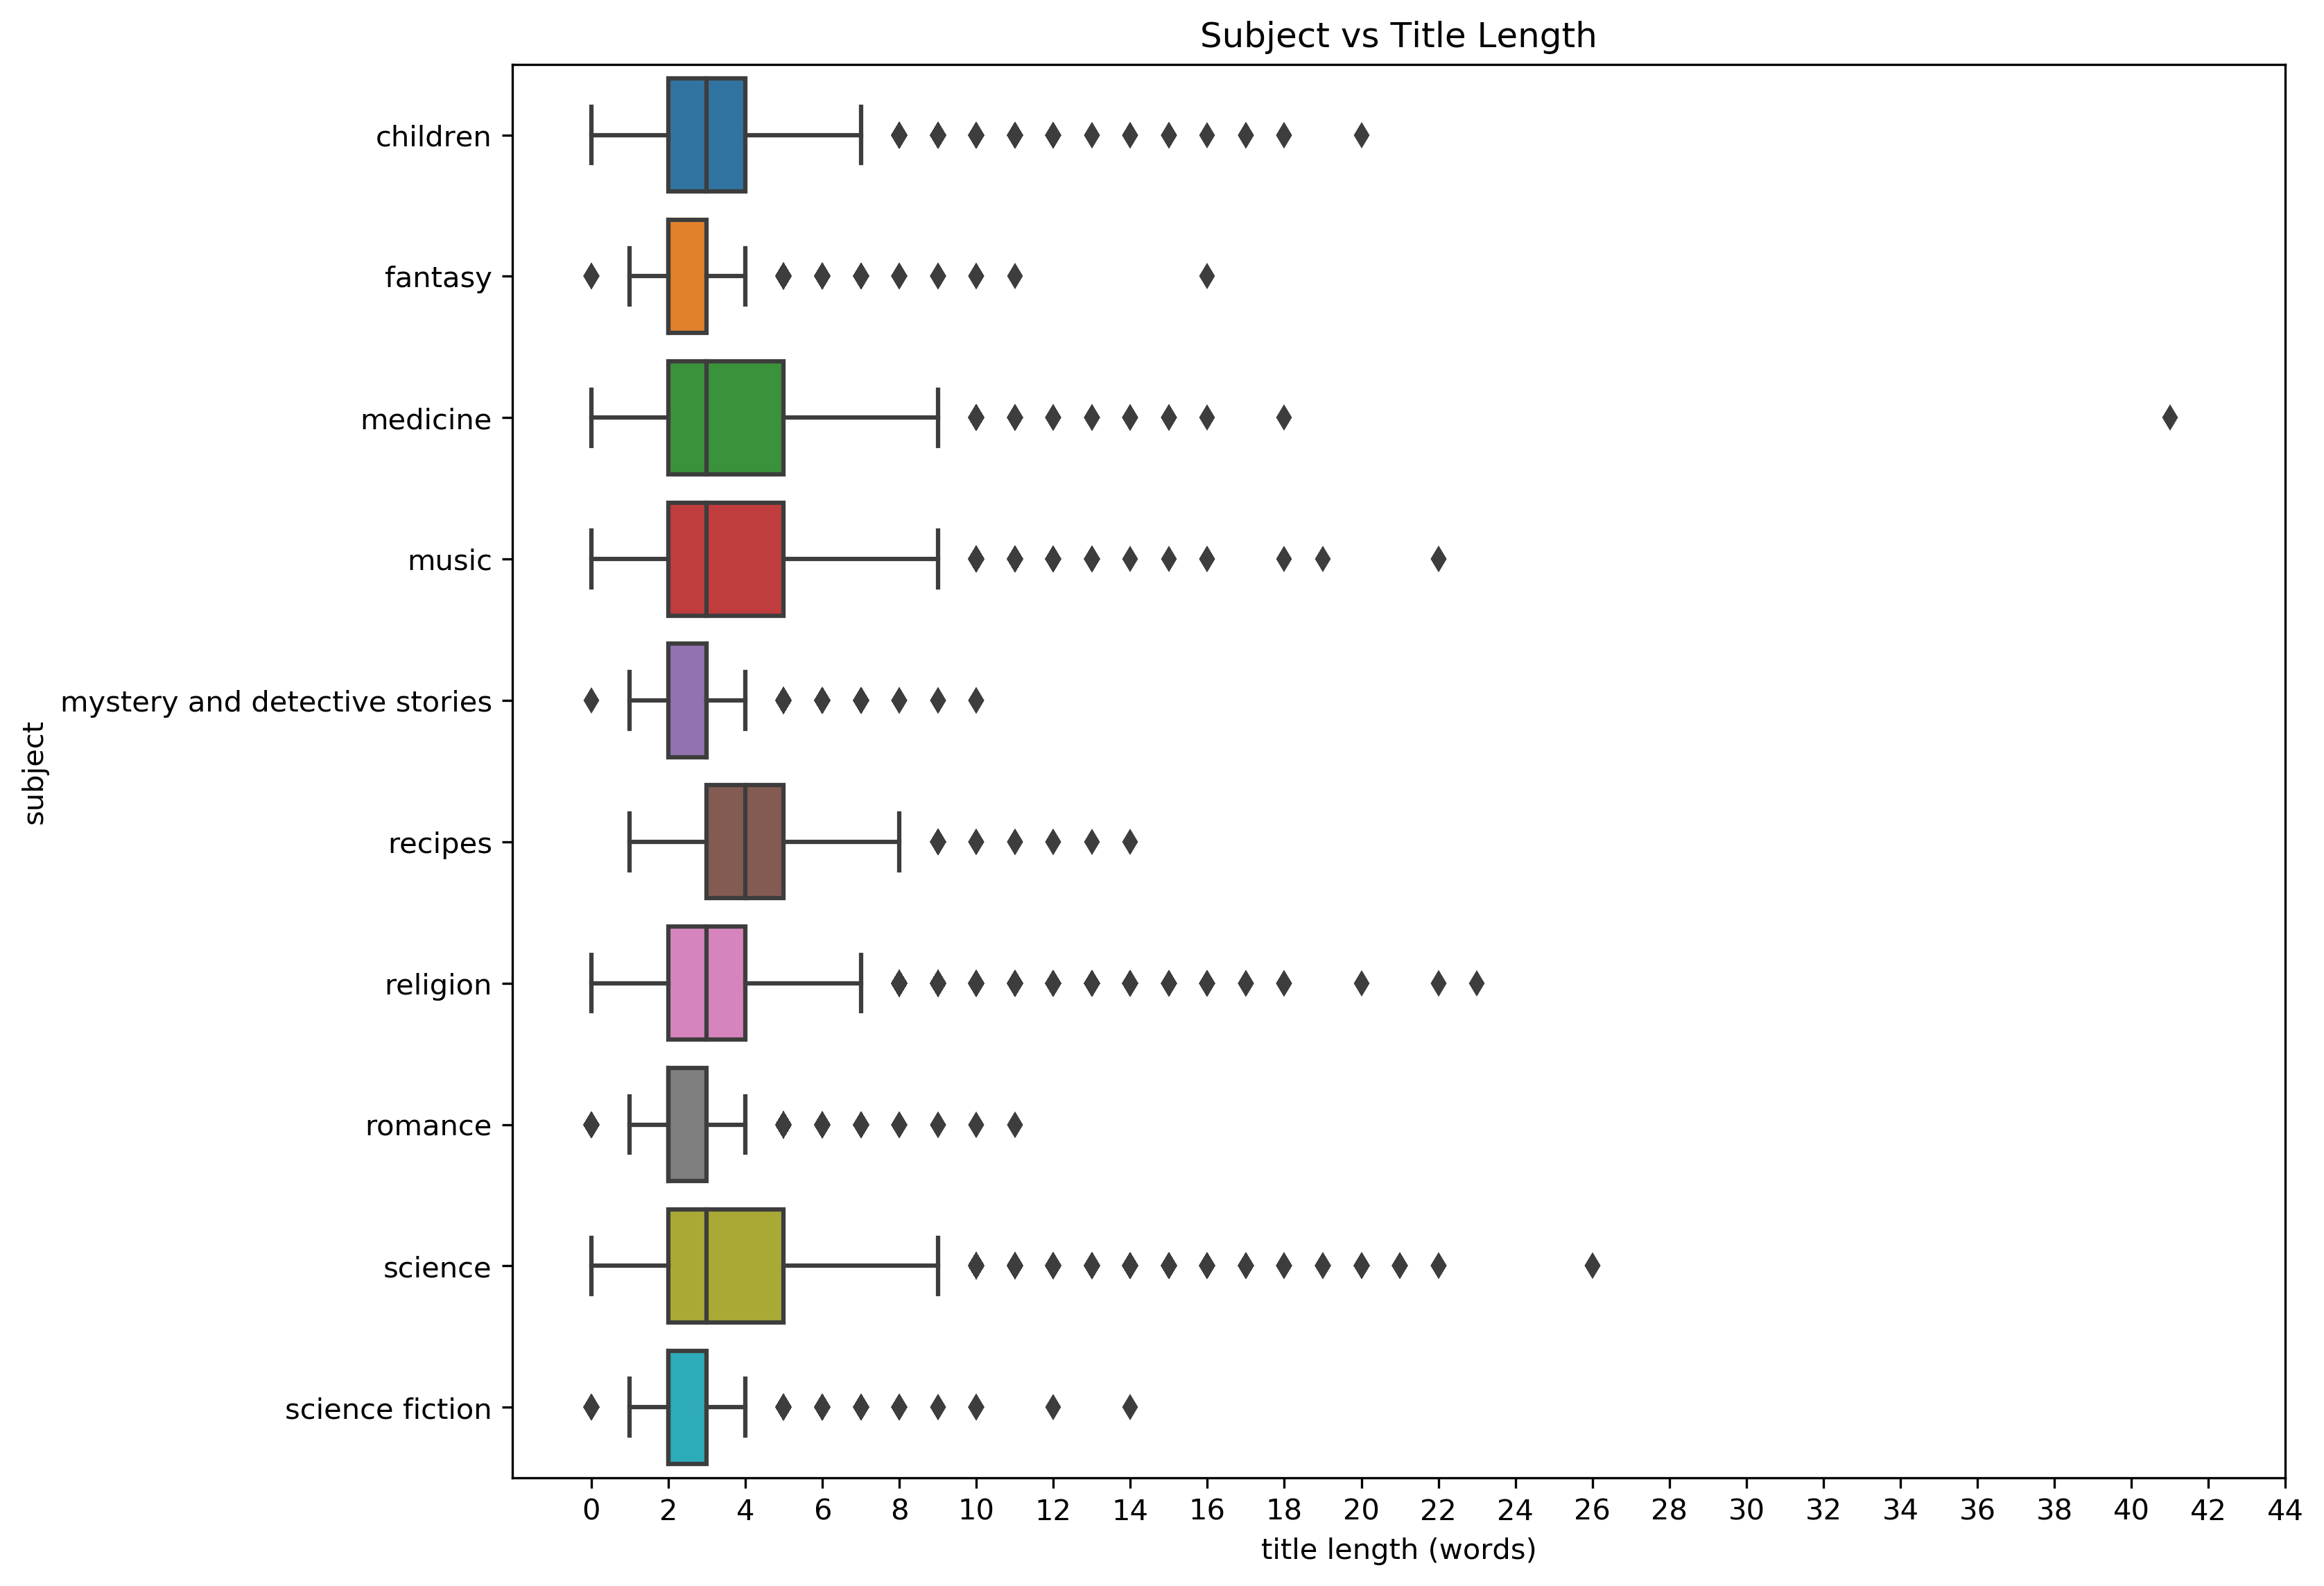 Subject vs Title Length
children
fantasy
medicine
music
mystery and detective stories
recipes
religion
romance
science
science fiction
subject
0 2 4 6 8 10 12 14 16 18 20 22 24 26 28 30 32 34 36 38 40 42 44
title length (words)